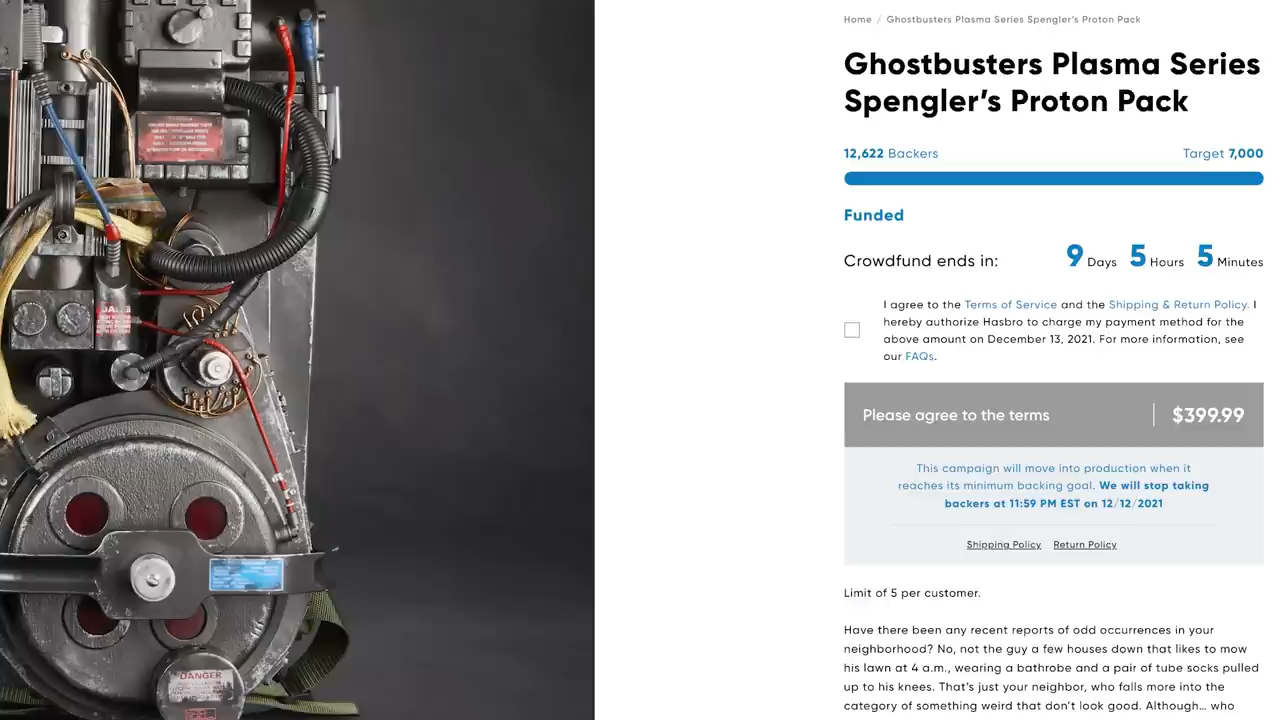 Home / Ghostbusters Plasma Series Spengler's Proton Pack
Ghostbusters Plasma Series
Spengler’s Proton Pack
12,622 Backers
Target 7,000
Funded
Crowdfund ends in:
9 Days 5 Hours 5 Minutes
I agree to the Terms of Service and the Shipping & Return Policy. I
hereby authorize Hasbro to charge my payment method for the
above amount on December 13, 2021. For more information, see
our FAQs.
Please agree to the terms
$399.99
This campaign will move into production when it
reaches its minimum backing goal. We will stop taking
backers at 11:59 PM EST on 12/12/2021
Shipping Policy Return Policy
Limit of 5 per customer.
Have there been any recent reports of odd occurrences in your
neighborhood? No, not the guy a few houses down that likes to mow
his lawn at 4 a.m., wearing a bathrobe and a pair of tube socks pulled
up to his knees. That’s just your neighbor, who falls more into the
category of something weird that don’t look good. Although... who
DANGER